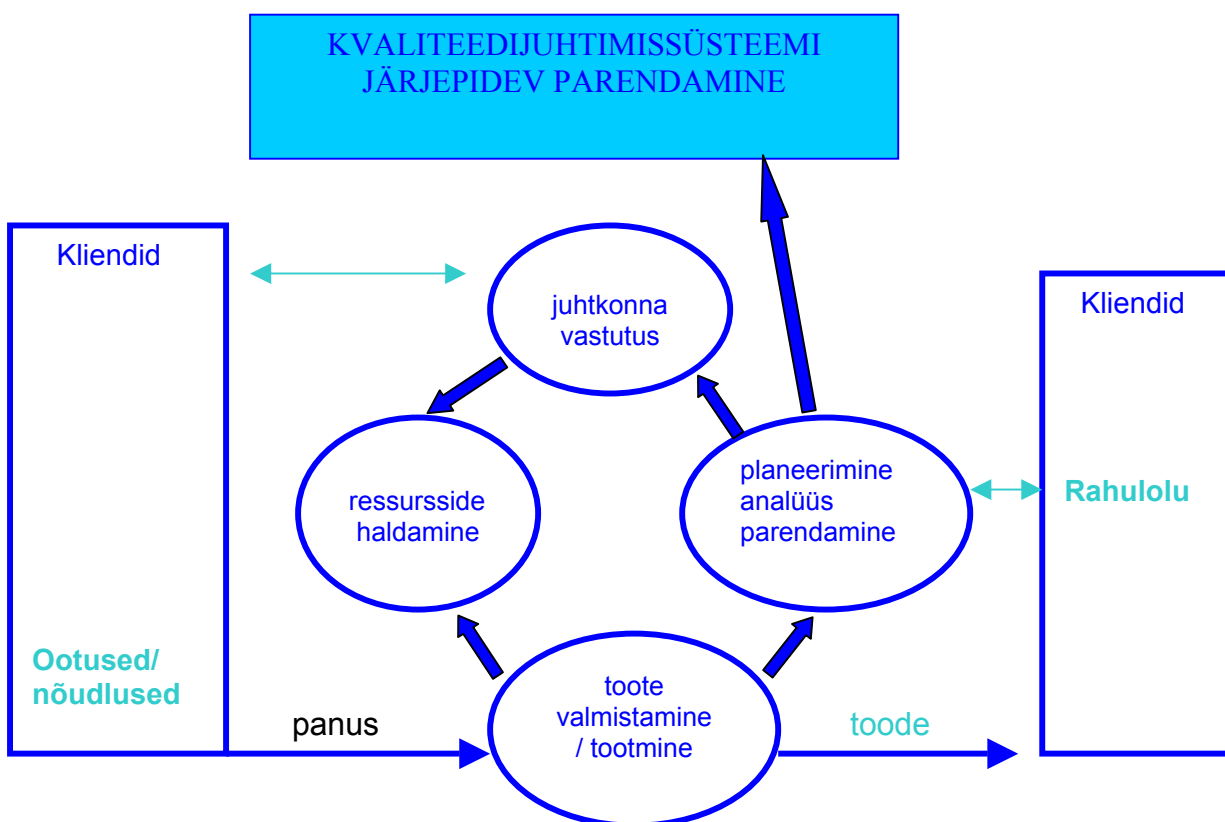 KVALITEEDIJUHTIMISSÜSTEEMI
JÄRJEPIDEV PARENDAMINE
Kliendid
juhtkonna
vastutus
Kliendid
ressursside
haldamine
planeerimine
analüüs
parendamine
Rahulolu
Ootused/
nõudlused
panus
toote
valmistamine
/ tootmine
toode